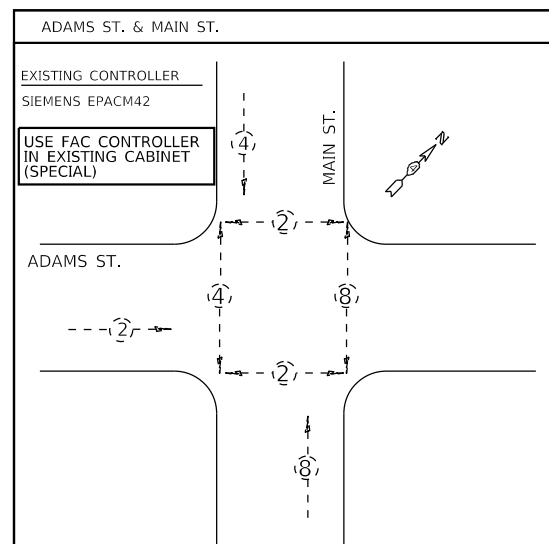 ADAMS ST. & MAIN ST.
EXISTING CONTROLLER
SIEMENS EPACM42
USE FAC CONTROLLER
IN EXISTING CABINET
(SPECIAL)
4
MAIN ST.
N
2
ADAMS ST.
4
8
2
2
8